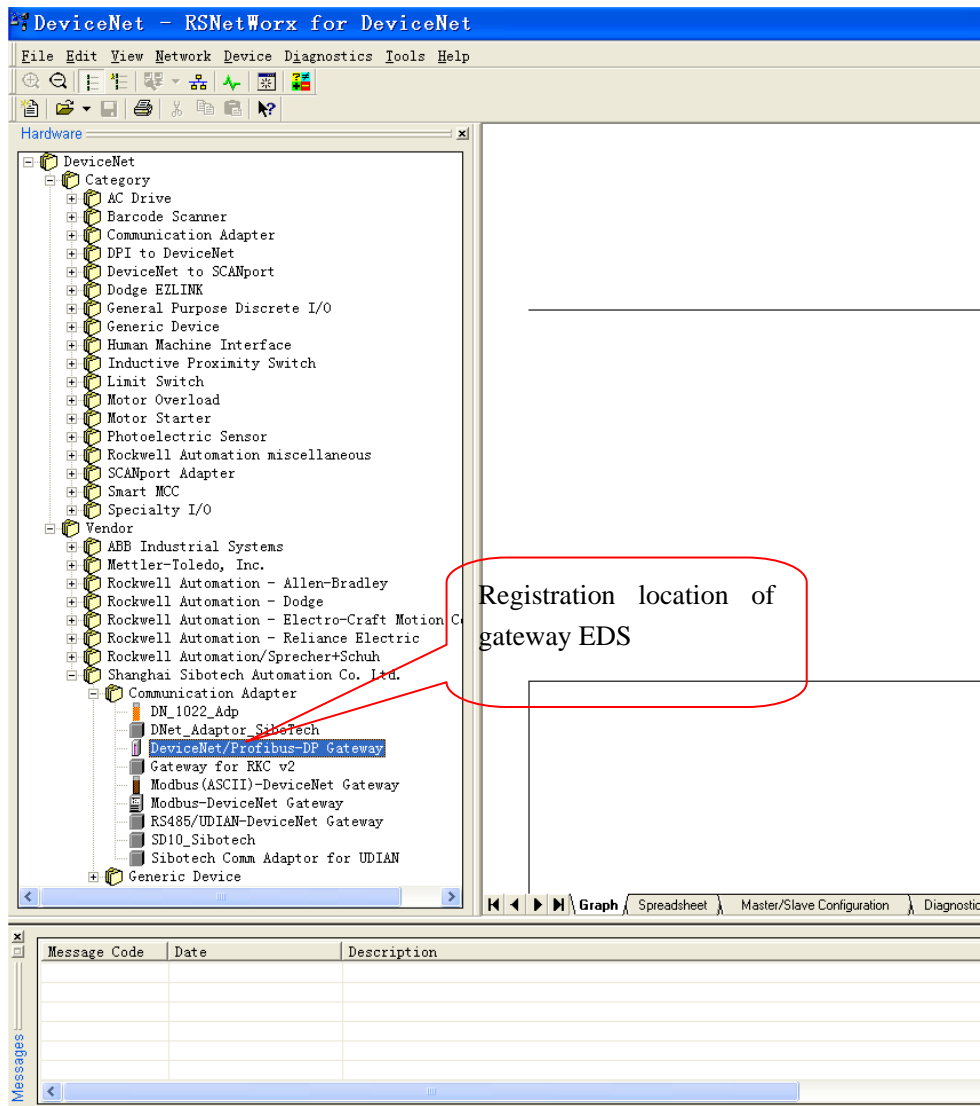 DeviceNet - RSNetWorx for DeviceNet
File Edit View Network Device Diagnostics Tools Help
Hardware
DeviceNet
Category
AC Drive
Barcode Scanner
Communication Adapter
DPI to DeviceNet
DeviceNet to SCANport
Dodge EZLINK
General Purpose Discrete I/O
Generic Device
Human Machine Interface
Inductive Proximity Switch
Limit Switch
Motor Overload
Motor Starter
Photoelectric Sensor
Rockwell Automation miscellaneous
SCANport Adapter
Smart MCC
Specialty I/O
Vendor
ABB Industrial Systems
Mettler-Toledo, Inc.
Rockwell Automation - Allen-Bradley
Rockwell Automation - Dodge
Rockwell Automation - Electro-Craft Motion C
Rockwell Automation - Reliance Electric
Rockwell Automation/Sprecher+Schuh
Shanghai Sibotech Automation Co. Ltd.
Communication Adapter
DN_1022_Adp
DNet_Adaptor_SiboTech
DeviceNet/Profibus-DP Gateway
Gateway for RKC v2
Modbus(ASCII)-DeviceNet Gateway
Modbus-DeviceNet Gateway
RS485/UDIAN-DeviceNet Gateway
SD10_Sibotech
Sibotech Comm Adaptor for UDIAN
Generic Device
Registration location of
gateway EDS
Graph Spreadsheet Master/Slave Configuration Diagnostic
Message Code Date Description
Messages